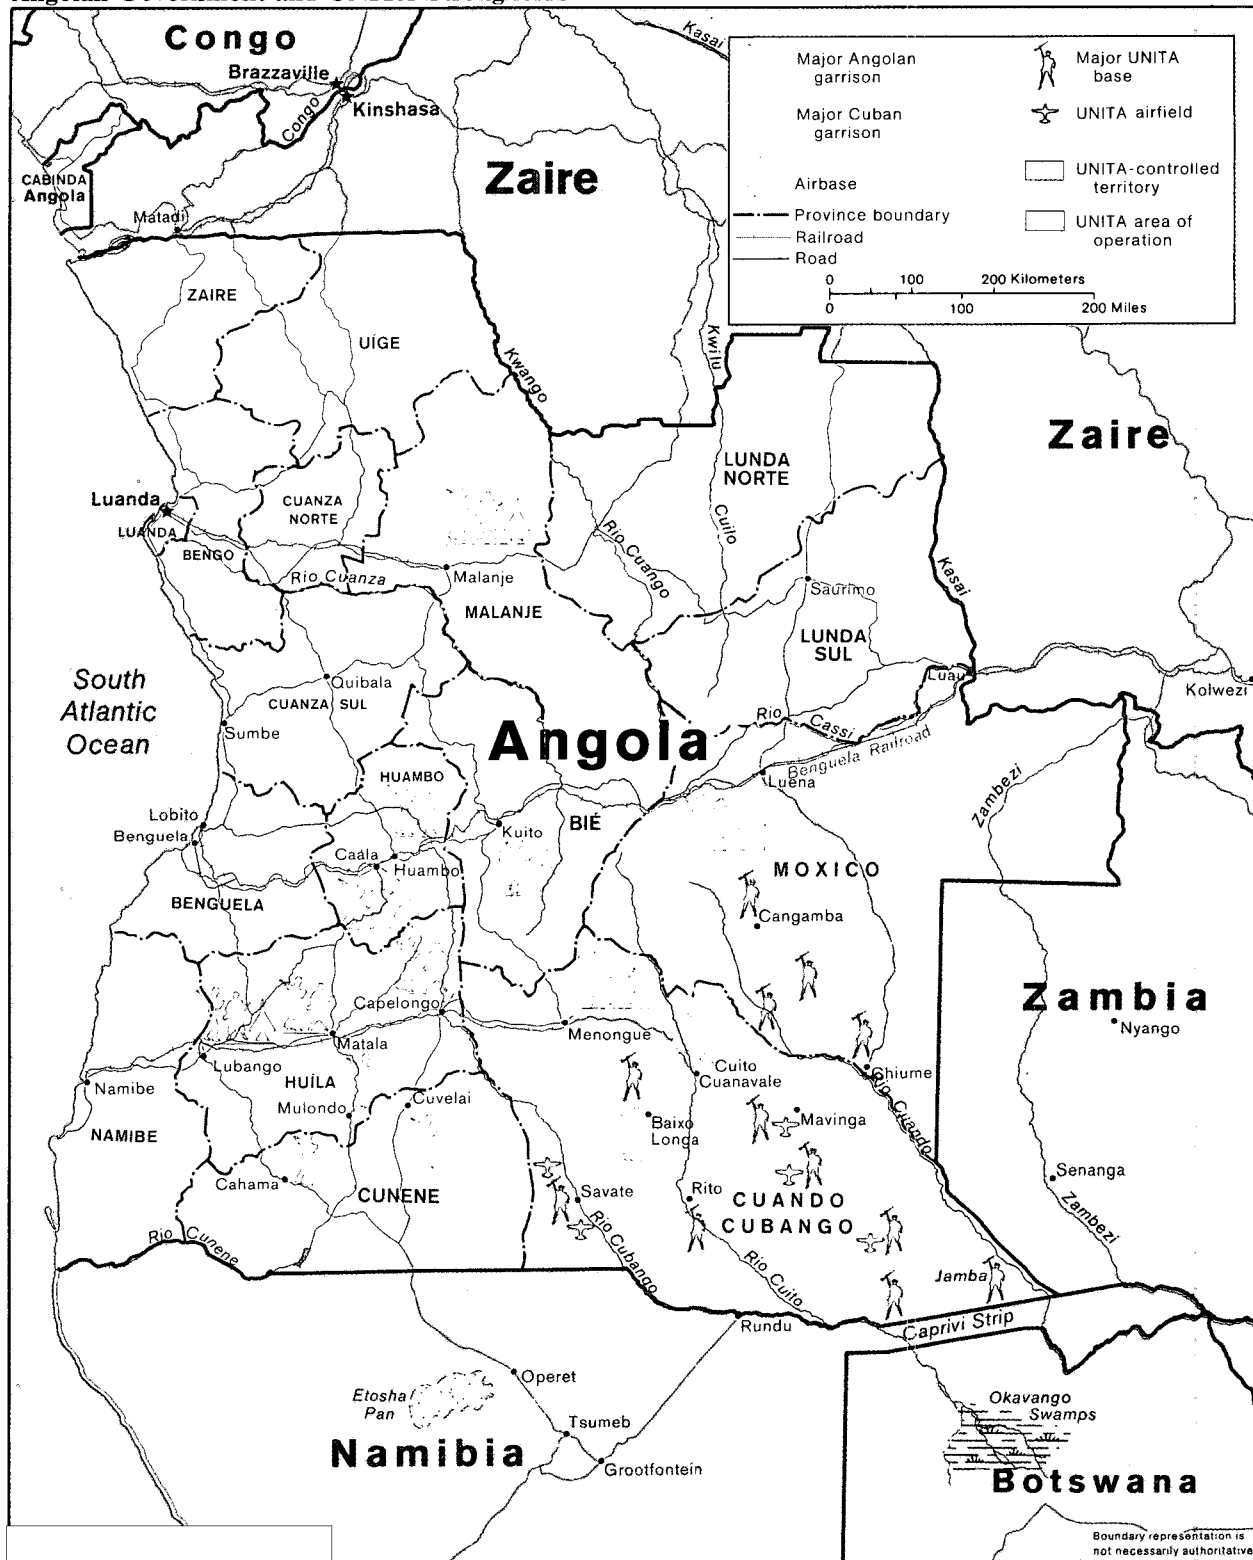 Congo
Brazzaville
Kinshasa
Congo
Kasai
Zaire
CABINDA
Angola
Matadi
Major Angolan
garrison
Major Cuban
garrison
Airbase
Province boundary
Railroad
Road
Major UNITA
base
UNITA airfield
UNITA-controlled
territory
UNITA area of
operation
0 100 200 Kilometers
0 100 200 Miles
ZAIRE
UÍGE
Kwango
Kwilu
Zaire
LUNDA
NORTE
Luanda
LUANDA
BENGO
CUANZA
NORTE
Rio Cuanza
Malanje
MALANJE
Rio Cuango
Cuilo
Saurimo
Kasai
LUNDA
SUL
Luau
Kolwezi
South
Atlantic
Ocean
Quibala
CUANZA SUL
Sumbe
Angola
Rio Cassi
Benguela Railroad
Luena
Zambezi
HUAMBO
Lobito
Benguela
Caála
Huambo
Kuito
BIÉ
MOXICO
Cangamba
BENGUELA
Zambia
Nyango
Capelongo
Matala
Menongue
Lubango
HUÍLA
Mulondo
Cuvelai
Namibe
NAMIBE
Cuito
Cuanavale
Chiume
Rio Cuando
Baixo
Longa
Mavinga
Cahama
CUNENE
Savate
Rito
CUANDO
CUBANGO
Senanga
Zambezi
Rio Cunene
Rio Cubango
Rio Cuito
Jamba
Caprivi Strip
Rundu
Operet
Etosha
Pan
Tsumeb
Grootfontein
Namibia
Okavango
Swamps
Botswana
Boundary representation is
not necessarily authoritative